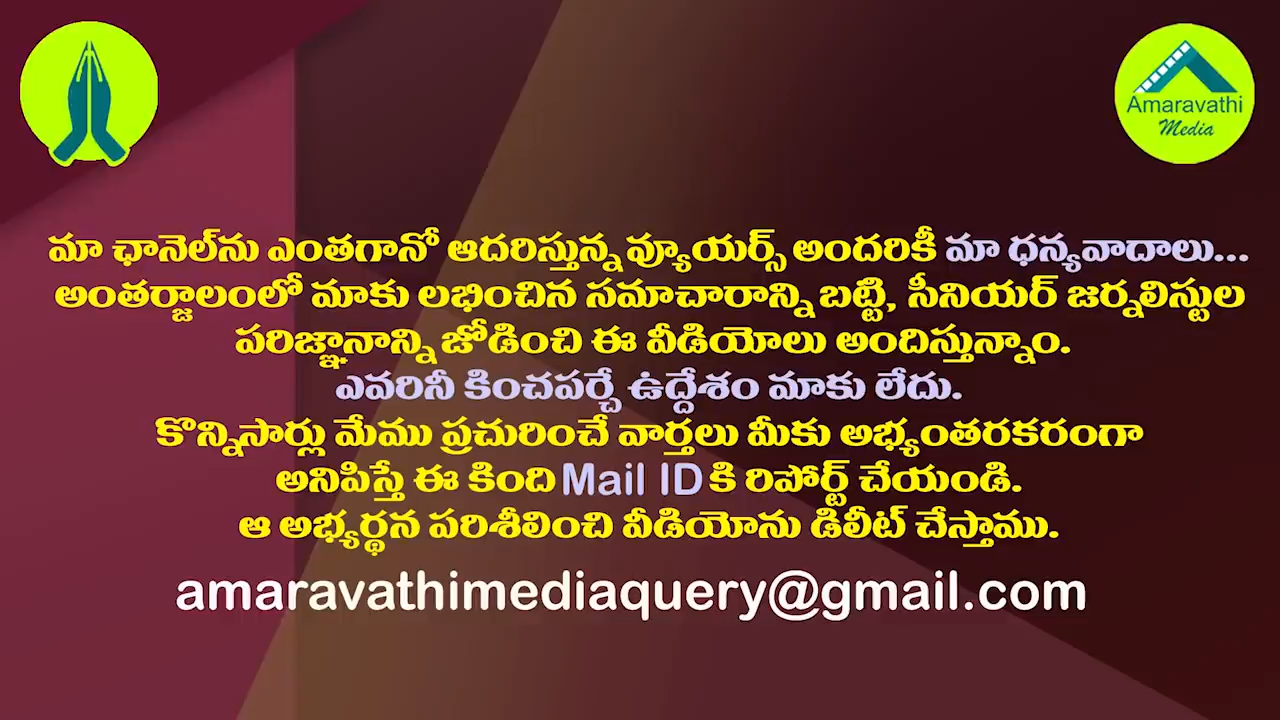 Amaravathi
Media
మా ఛానెల్‌ను ఎంతగానో ఆదరిస్తున్న వ్యూయర్స్ అందరికీ మా ధన్యవాదాలు...
అంతర్జాలంలో మాకు లభించిన సమాచారాన్ని బట్టి, సీనియర్ జర్నలిస్టుల
పరిజ్ఞానాన్ని జోడించి ఈ వీడియోలు అందిస్తున్నాం.
ఎవరినీ కించపర్చే ఉద్దేశం మాకు లేదు.
కొన్నిసార్లు మేము ప్రచురించే వార్తలు మీకు అభ్యంతరకరంగా
అనిపిస్తే ఈ కింది Mail ID కి రిపోర్ట్ చేయండి.
ఆ అభ్యర్థన పరిశీలించి వీడియోను డిలీట్ చేస్తాము.
amaravathimediaquery@gmail.com